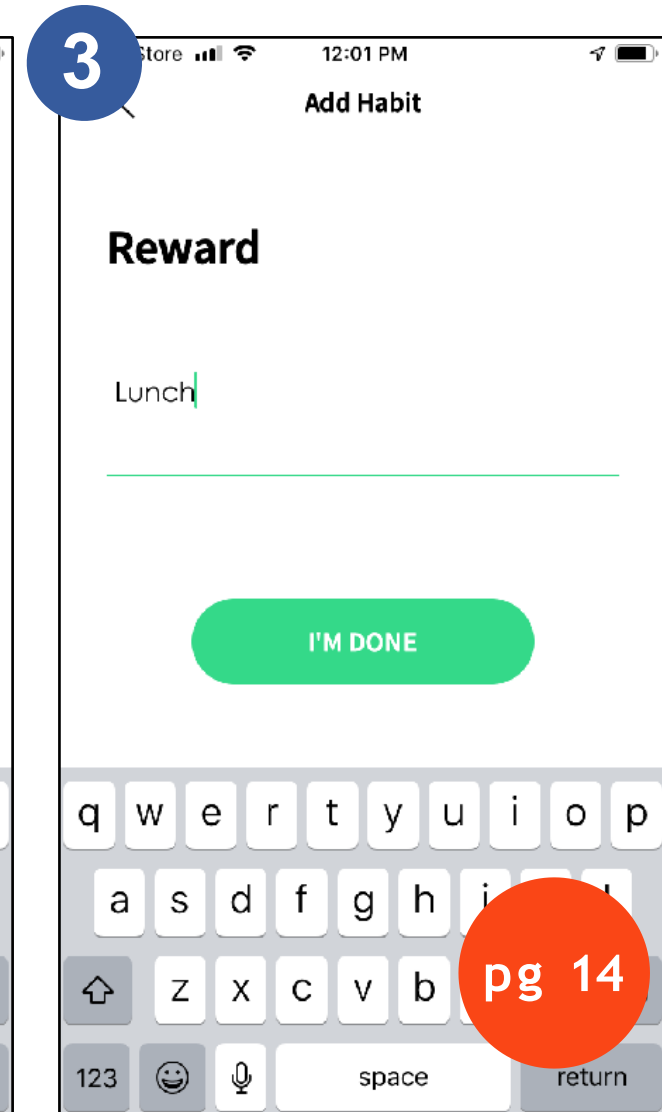 3
Store 12:01 PM
Add Habit
Reward
Lunch
I'M DONE
q w e r t y u i o p
a s d f g h
z x c v b
pg 14
123 space return